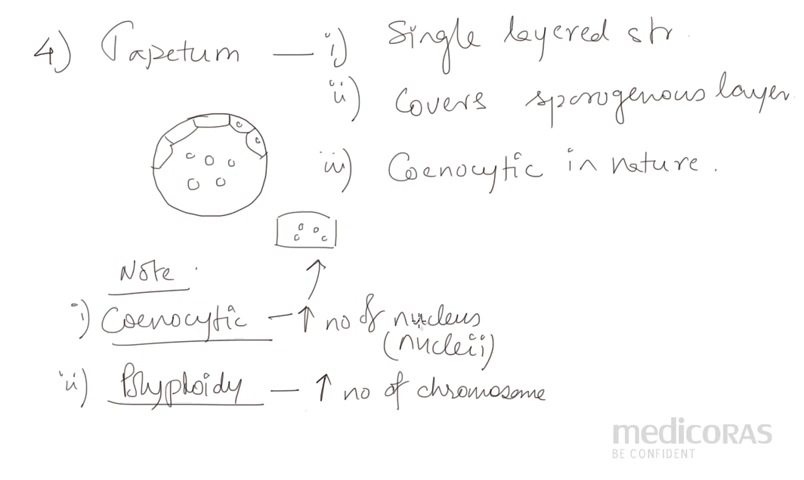 4) Tapetum — i) Single layered str.
ii) Covers sporogenous layer
iii) Coenocytic in nature.
Note.
i) Coenocytic — ↑ no of nucleus
(nucleii)
ii) Polyploidy — ↑ no of chromosome
medicoRAS
BE CONFIDENT